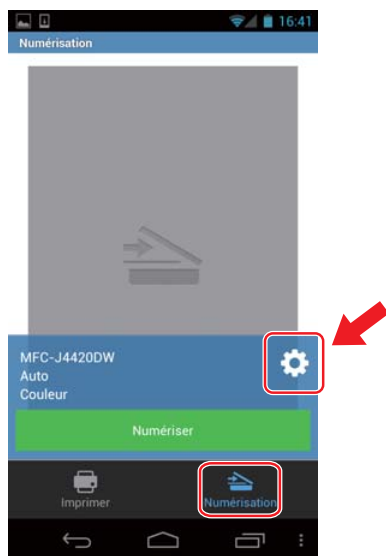 16:41
Numérisation
MFC-J4420DW
Auto
Couleur
Numériser
Imprimer
Numérisation